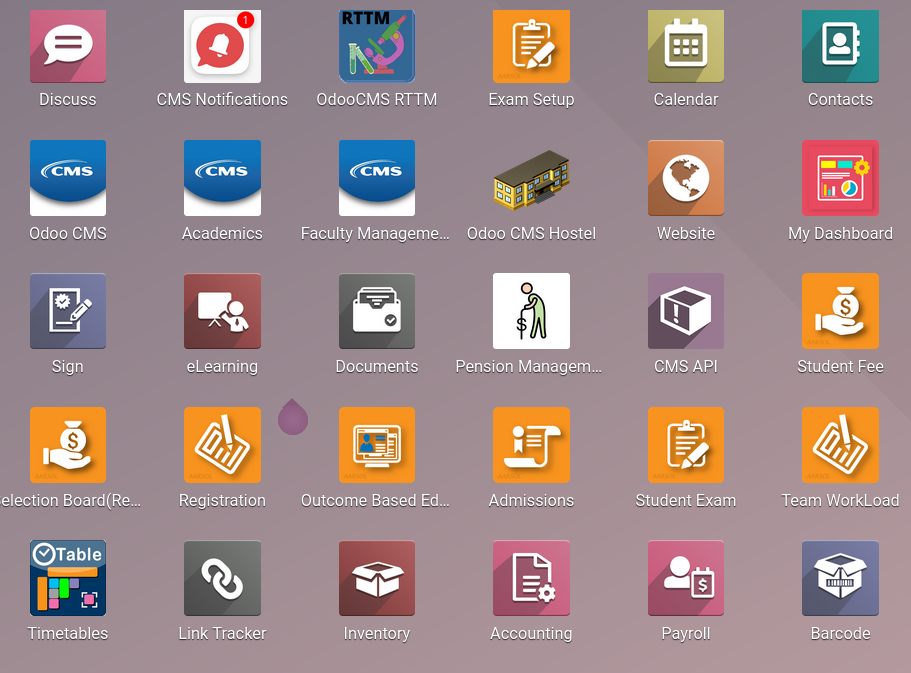 1
RTTM
Discuss
CMS Notifications
OdooCMS RTTM
Exam Setup
Calendar
Contacts
CMS
CMS
CMS
Odoo CMS
Academics
Faculty Manageme...
Odoo CMS Hostel
Website
My Dashboard
Sign
eLearning
Documents
Pension Managem...
CMS API
Student Fee
Selection Board(Re...
Registration
Outcome Based Ed...
Admissions
Student Exam
Team WorkLoad
Table
Timetables
Link Tracker
Inventory
Accounting
Payroll
Barcode